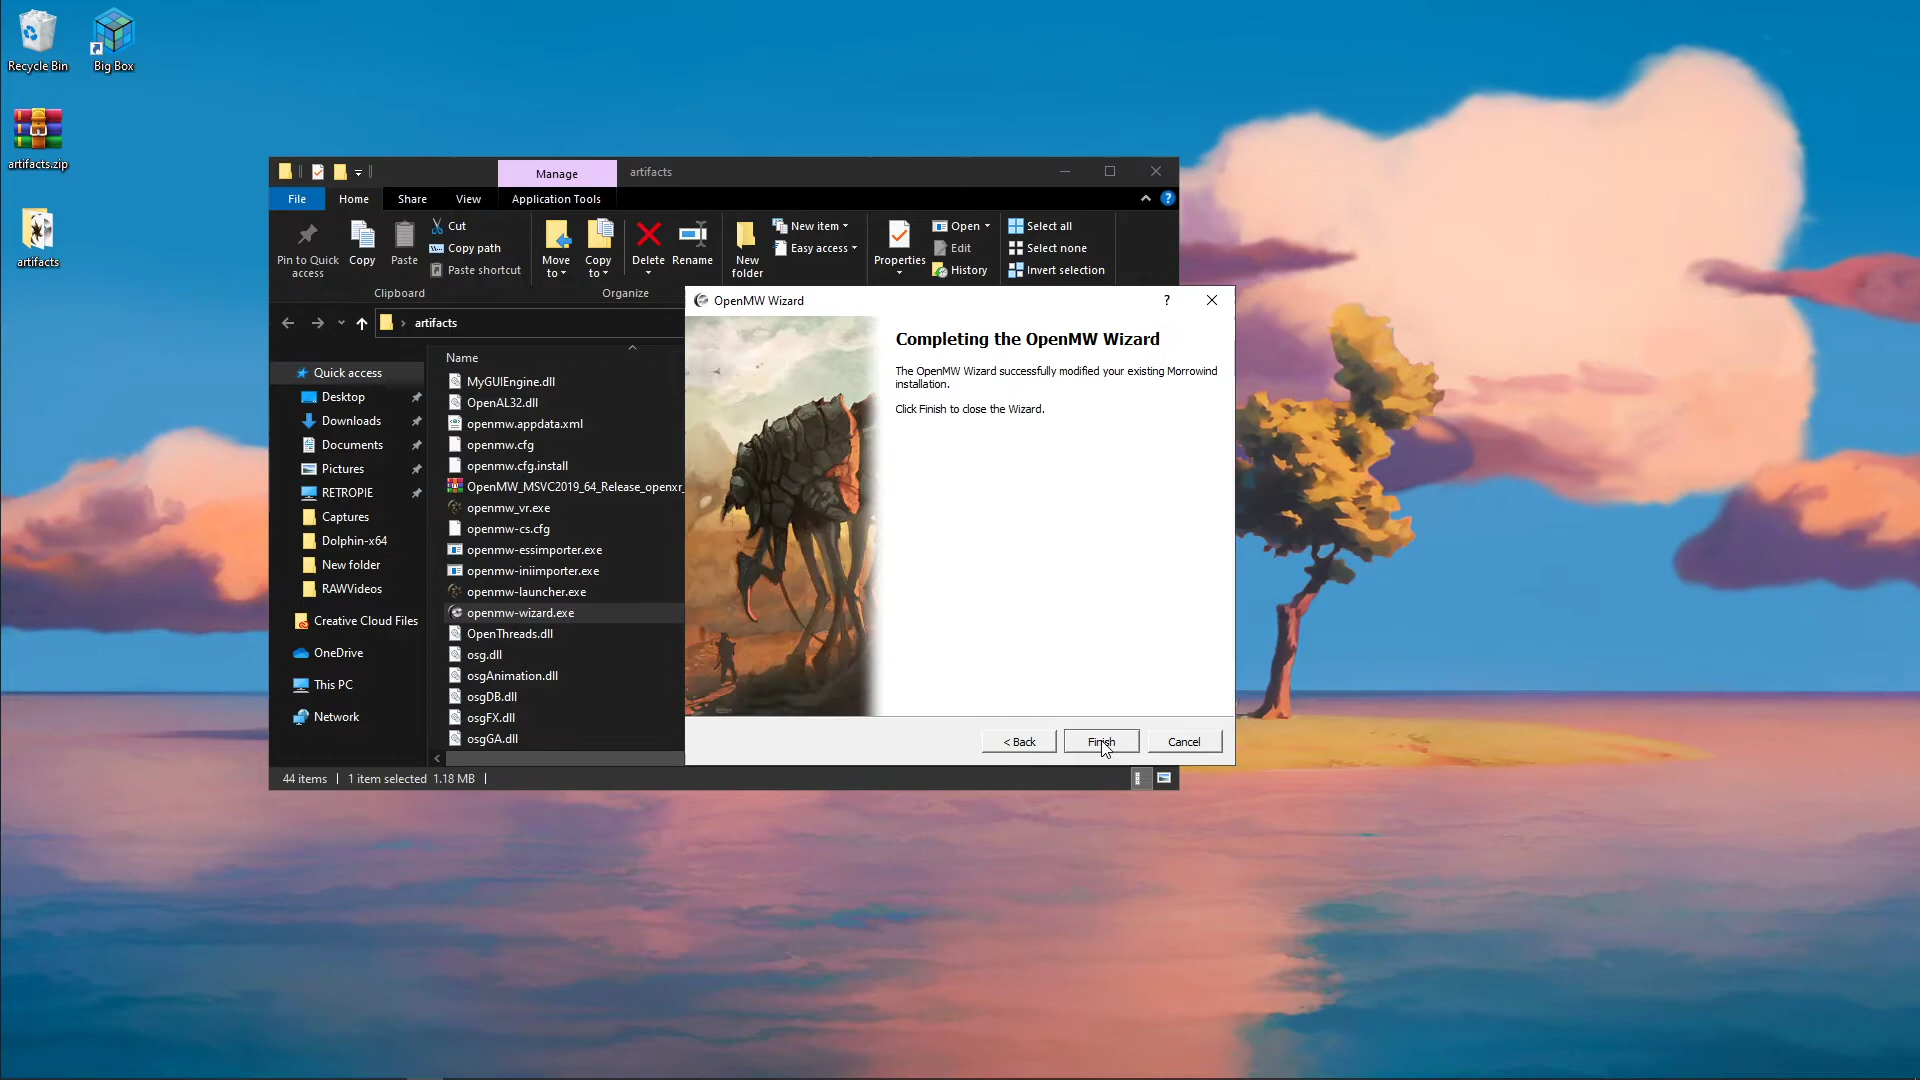 Recycle Bin
Big Box
artifacts.zip
artifacts
Manage
artifacts
File
Home
Share
View
Application Tools
Pin to Quick access
Copy
Paste
Cut
Copy path
Paste shortcut
Move to
Copy to
Delete
Rename
New folder
New item
Easy access
Properties
Open
Edit
History
Select all
Select none
Invert selection
Clipboard
Organize
artifacts
Quick access
Desktop
Downloads
Documents
Pictures
RETROPIE
Captures
Dolphin-x64
New folder
RAWVideos
Creative Cloud Files
OneDrive
This PC
Network
Name
MyGUIEngine.dll
OpenAL32.dll
openmw.appdata.xml
openmw.cfg
openmw.cfg.install
OpenMW_MSVC2019_64_Release_openxr_
openmw_vr.exe
openmw-cs.cfg
openmw-essimporter.exe
openmw-iniimporter.exe
openmw-launcher.exe
openmw-wizard.exe
OpenThreads.dll
osg.dll
osgAnimation.dll
osgDB.dll
osgFX.dll
osgGA.dll
44 items
1 item selected 1.18 MB
OpenMW Wizard
?
Completing the OpenMW Wizard
The OpenMW Wizard successfully modified your existing Morrowind
installation.
Click Finish to close the Wizard.
< Back
Finish
Cancel